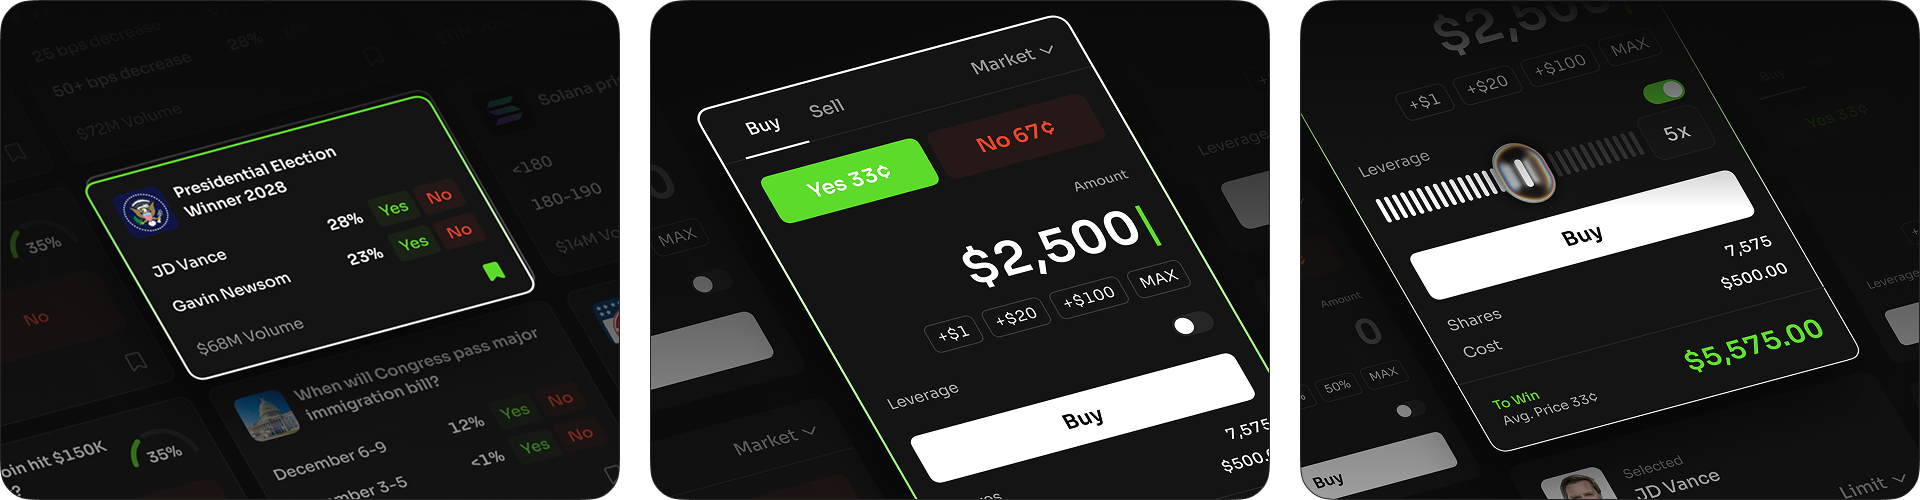 25 bps decrease
28% Yes
50+ bps decrease
$72M Volume
Solana pri
<180
180-190
$14M Vo
35%
No
Presidential Election
Winner 2028
JD Vance
28% Yes No
Gavin Newsom
23% Yes No
$68M Volume
When will Congress pass major
immigration bill?
December 6-9
12% Yes No
mber 3-5
<1% Yes No
oin hit $150K
?
35%
Market
Buy Sell
Yes 33¢ No 67¢
Amount
$2,500
+$1 +$20 +$100 MAX
Leverage
Buy
7,575
$500.
0
MAX
Market
Leverage
$2,500
+$1 +$20 +$100 MAX
Leverage
5x
Buy
Shares
7,575
Cost
$500.00
To Win
Avg. Price 33¢
$5,575.00
Amount
0
50% MAX
Buy
Buy
Yes 33¢
Leverage
Selected
JD Vance
Limit